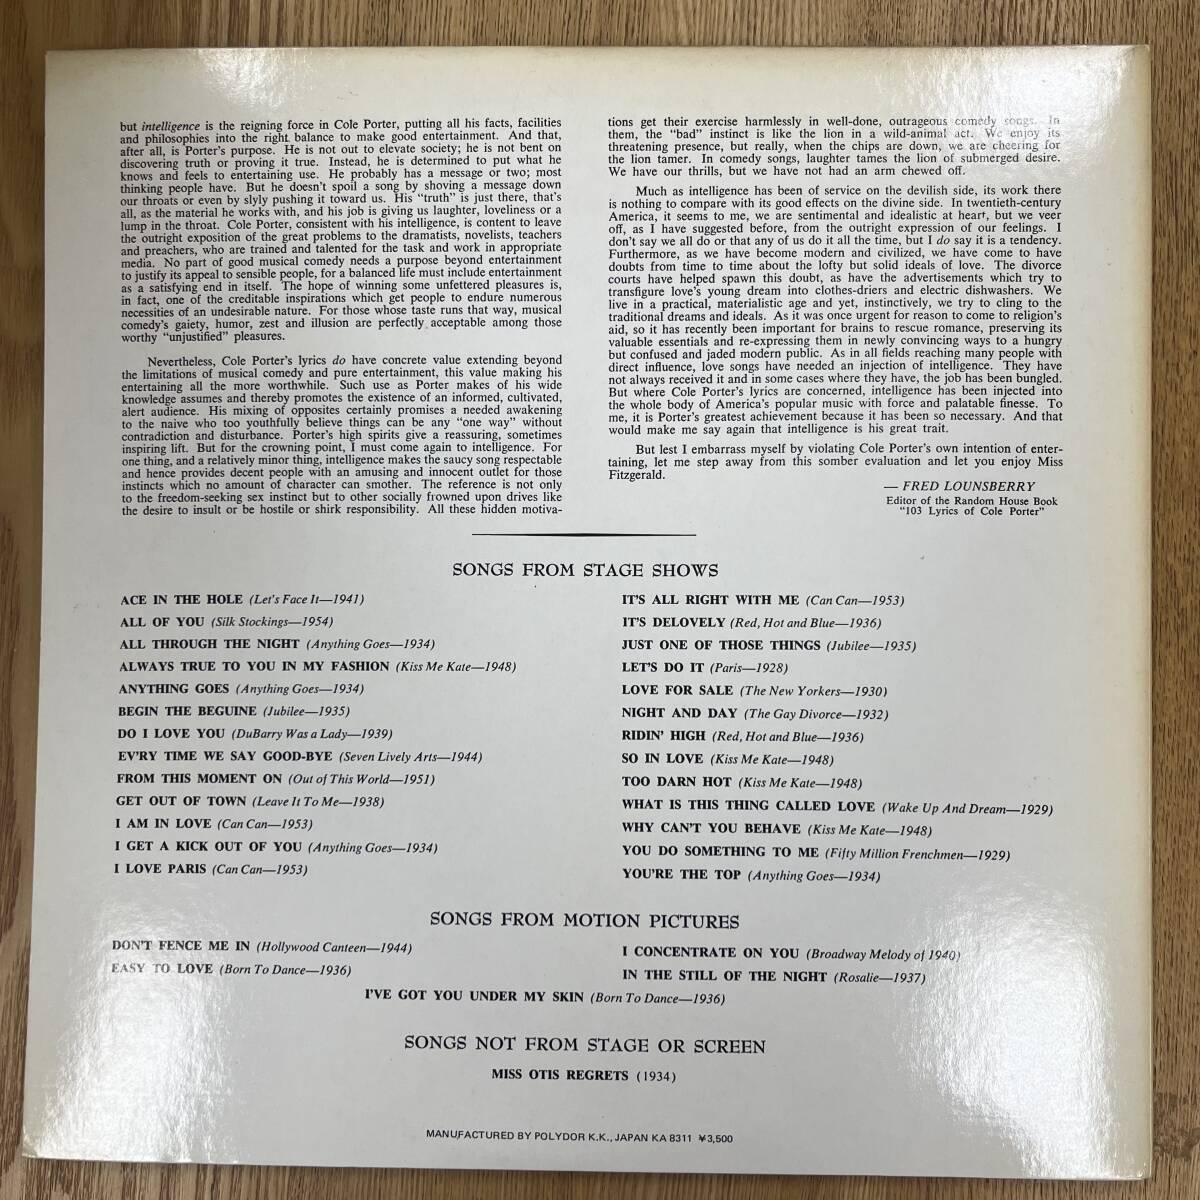 but intelligence is the reigning force in Cole Porter, putting all his facts, facilities
and philosophies into the right balance to make good entertainment. And that,
after all, is Porter's purpose. He is not out to elevate society; he is not bent on
discovering truth or proving it true. Instead, he is determined to put what he
knows and feels to entertaining use. He probably has a message or two; most
thinking people have. But he doesn't spoil a song by shoving a message down
our throats or even by slyly pushing it toward us. His "truth" is just there, that's
all, as the material he works with, and his job is giving us laughter, loveliness or a
lump in the throat. Cole Porter, consistent with his intelligence, is content to leave
the outright exposition of the great problems to the dramatists, novelists, teachers
and preachers, who are trained and talented for the task and work in appropriate
media. No part of good musical comedy needs a purpose beyond entertainment
to justify its appeal to sensible people, for a balanced life must include entertainment
as a satisfying end in itself. The hope of winning some unfettered pleasures is,
in fact, one of the creditable inspirations which get people to endure numerous
necessities of an undesirable nature. For those whose taste runs that way, musical
comedy's gaiety, humor, zest and illusion are perfectly acceptable among those
worthy "unjustified" pleasures.
Nevertheless, Cole Porter's lyrics do have concrete value extending beyond
the limitations of musical comedy and pure entertainment, this value making his
entertaining all the more worthwhile. Such use as Porter makes of his wide
knowledge assumes and thereby promotes the existence of an informed, cultivated,
alert audience. His mixing of opposites certainly promises a needed awakening
to the naive who too youthfully believe things can be any "one way" without
contradiction and disturbance. Porter's high spirits give a reassuring, sometimes
inspiring lift. But for the crowning point, I must come again to intelligence. For
one thing, and a relatively minor thing, intelligence makes the saucy song respectable
and hence provides decent people with an amusing and innocent outlet for those
instincts which no amount of character can smother. The reference is not only
to the freedom-seeking sex instinct but to other socially frowned upon drives like
the desire to insult or be hostile or shirk responsibility. All these hidden motiva-
tions get their exercise harmlessly in well-done, outrageous comedy songs. In
them, the "bad" instinct is like the lion in a wild-animal act. We enjoy its
threatening presence, but really, when the chips are down, we are cheering for
the lion tamer. In comedy songs, laughter tames the lion of submerged desire.
We have our thrills, but we have not had an arm chewed off.
Much as intelligence has been of service on the devilish side, its work there
is nothing to compare with its good effects on the divine side. In twentieth-century
America, it seems to me, we are sentimental and idealistic at heart, but we veer
off, as I have suggested before, from the outright expression of our feelings. I
don't say we all do or that any of us do it all the time, but I do say it is a tendency.
Furthermore, as we have become modern and civilized, we have come to have
doubts from time to time about the lofty but solid ideals of love. The divorce
courts have helped spawn this doubt, as have the advertisements which try to
transfigure love's young dream into clothes-driers and electric dishwashers. We
live in a practical, materialistic age and yet, instinctively, we try to cling to the
traditional dreams and ideals. As it was once urgent for reason to come to religion's
aid, so it has recently been important for brains to rescue romance, preserving its
valuable essentials and re-expressing them in newly convincing ways to a hungry
but confused and jaded modern public. As in all fields reaching many people with
direct influence, love songs have needed an injection of intelligence. They have
not always received it and in some cases where they have, the job has been bungled.
But where Cole Porter's lyrics are concerned, intelligence has been injected into
the whole body of America's popular music with force and palatable finesse. To
me, it is Porter's greatest achievement because it has been so necessary. And that
would make me say again that intelligence is his great trait.
But lest I embarrass myself by violating Cole Porter's own intention of enter-
taining, let me step away from this somber evaluation and let you enjoy Miss
Fitzgerald.
— FRED LOUNSBERRY
Editor of the Random House Book
"103 Lyrics of Cole Porter"
SONGS FROM STAGE SHOWS
ACE IN THE HOLE (Let's Face It—1941)
ALL OF YOU (Silk Stockings—1954)
ALL THROUGH THE NIGHT (Anything Goes—1934)
ALWAYS TRUE TO YOU IN MY FASHION (Kiss Me Kate—1948)
ANYTHING GOES (Anything Goes—1934)
BEGIN THE BEGUINE (Jubilee—1935)
DO I LOVE YOU (DuBarry Was a Lady—1939)
EV'RY TIME WE SAY GOOD-BYE (Seven Lively Arts—1944)
FROM THIS MOMENT ON (Out of This World—1951)
GET OUT OF TOWN (Leave It To Me—1938)
I AM IN LOVE (Can Can—1953)
I GET A KICK OUT OF YOU (Anything Goes—1934)
I LOVE PARIS (Can Can—1953)
IT'S ALL RIGHT WITH ME (Can Can—1953)
IT'S DELOVELY (Red, Hot and Blue—1936)
JUST ONE OF THOSE THINGS (Jubilee—1935)
LET'S DO IT (Paris—1928)
LOVE FOR SALE (The New Yorkers—1930)
NIGHT AND DAY (The Gay Divorce—1932)
RIDIN' HIGH (Red, Hot and Blue—1936)
SO IN LOVE (Kiss Me Kate—1948)
TOO DARN HOT (Kiss Me Kate—1948)
WHAT IS THIS THING CALLED LOVE (Wake Up And Dream—1929)
WHY CAN'T YOU BEHAVE (Kiss Me Kate—1948)
YOU DO SOMETHING TO ME (Fifty Million Frenchmen—1929)
YOU'RE THE TOP (Anything Goes—1934)
SONGS FROM MOTION PICTURES
DON'T FENCE ME IN (Hollywood Canteen—1944)
EASY TO LOVE (Born To Dance—1936)
I CONCENTRATE ON YOU (Broadway Melody of 1940)
IN THE STILL OF THE NIGHT (Rosalie—1937)
I'VE GOT YOU UNDER MY SKIN (Born To Dance—1936)
SONGS NOT FROM STAGE OR SCREEN
MISS OTIS REGRETS (1934)
MANUFACTURED BY POLYDOR K.K., JAPAN KA 8311 ¥3,500